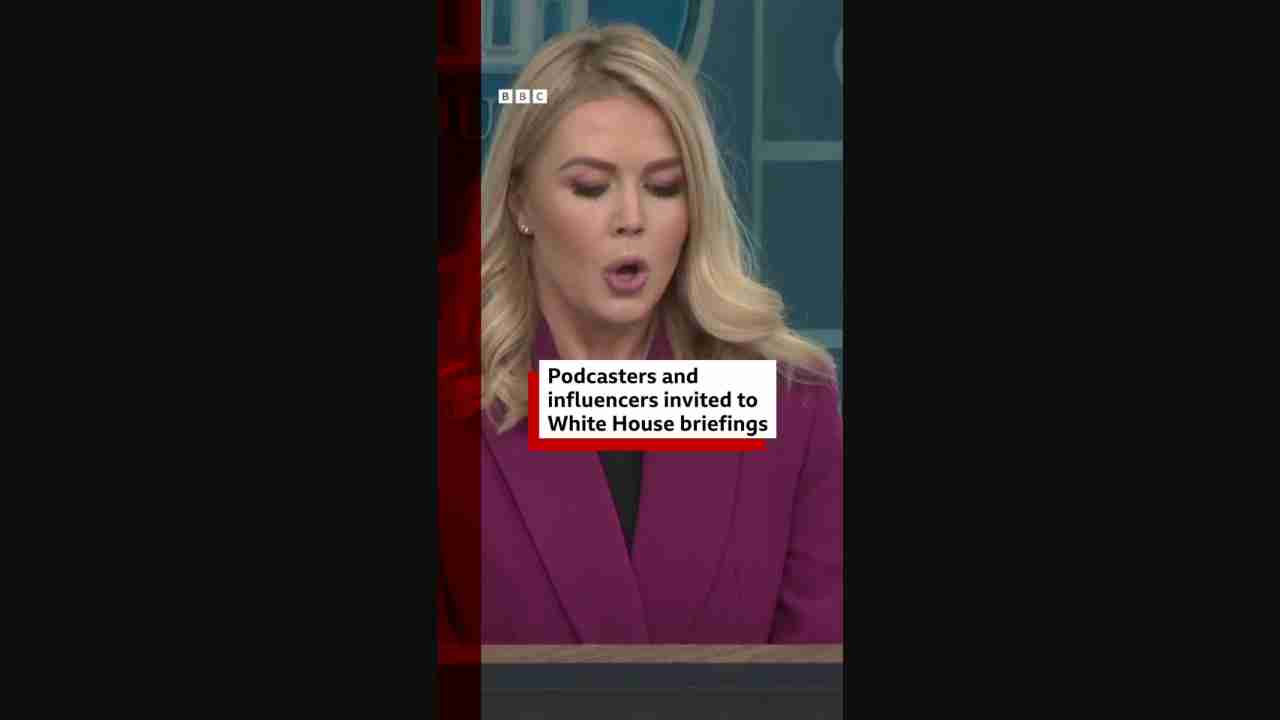 BBC
Podcasters and
influencers invited to
White House briefings